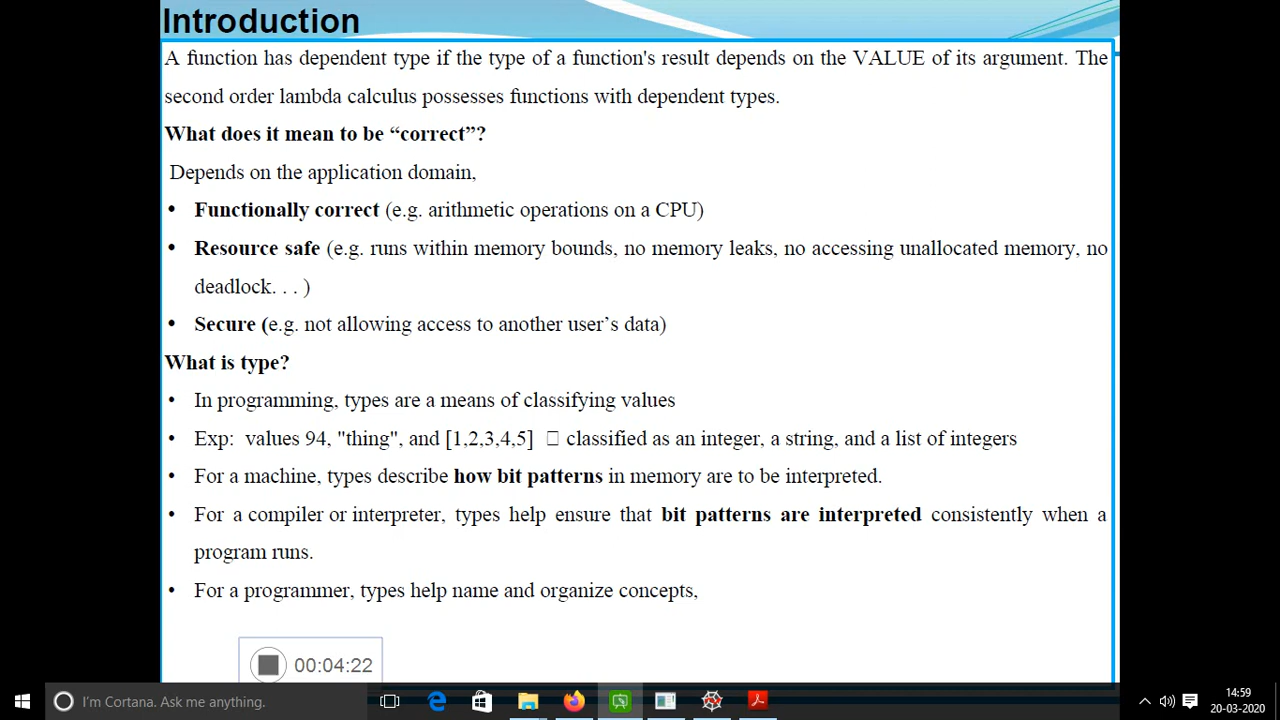 Introduction
A function has dependent type if the type of a function's result depends on the VALUE of its argument. The
second order lambda calculus possesses functions with dependent types.
What does it mean to be “correct”?
Depends on the application domain,
• Functionally correct (e.g. arithmetic operations on a CPU)
• Resource safe (e.g. runs within memory bounds, no memory leaks, no accessing unallocated memory, no
deadlock. . . )
• Secure (e.g. not allowing access to another user’s data)
What is type?
• In programming, types are a means of classifying values
• Exp: values 94, "thing", and [1,2,3,4,5] □ classified as an integer, a string, and a list of integers
• For a machine, types describe how bit patterns in memory are to be interpreted.
• For a compiler or interpreter, types help ensure that bit patterns are interpreted consistently when a
program runs.
• For a programmer, types help name and organize concepts,
00:04:22
I'm Cortana. Ask me anything.
14:59
20-03-2020